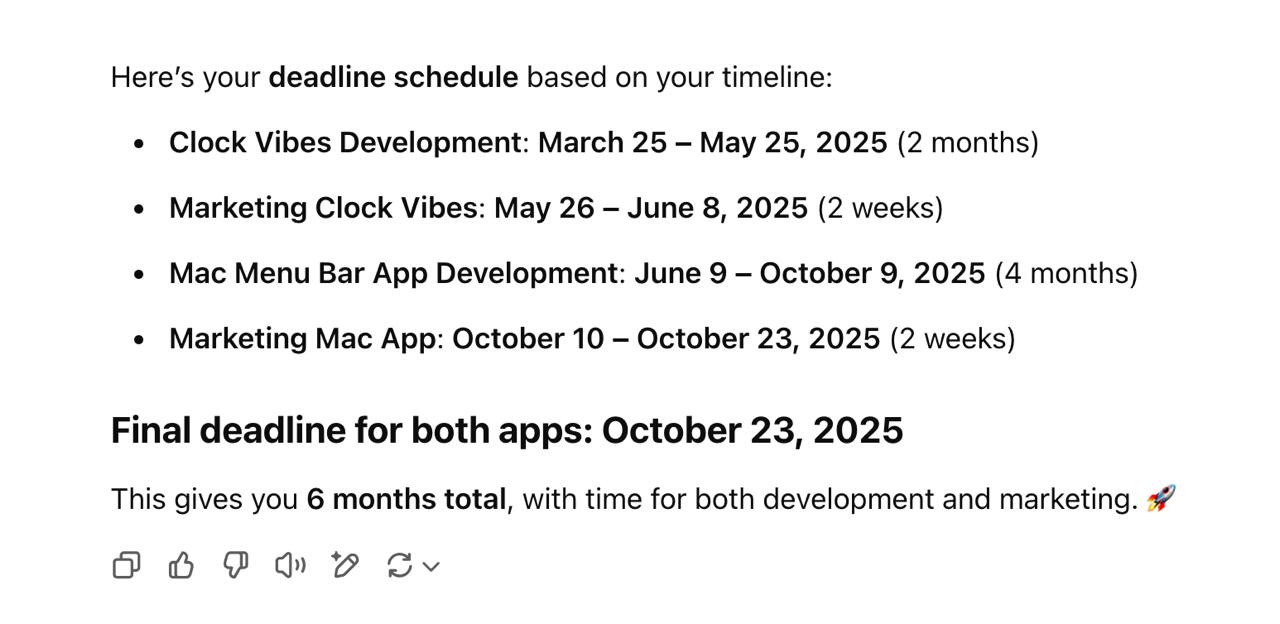 Here’s your deadline schedule based on your timeline:
• Clock Vibes Development: March 25 – May 25, 2025 (2 months)
• Marketing Clock Vibes: May 26 – June 8, 2025 (2 weeks)
• Mac Menu Bar App Development: June 9 – October 9, 2025 (4 months)
• Marketing Mac App: October 10 – October 23, 2025 (2 weeks)
Final deadline for both apps: October 23, 2025
This gives you 6 months total, with time for both development and marketing. 🚀